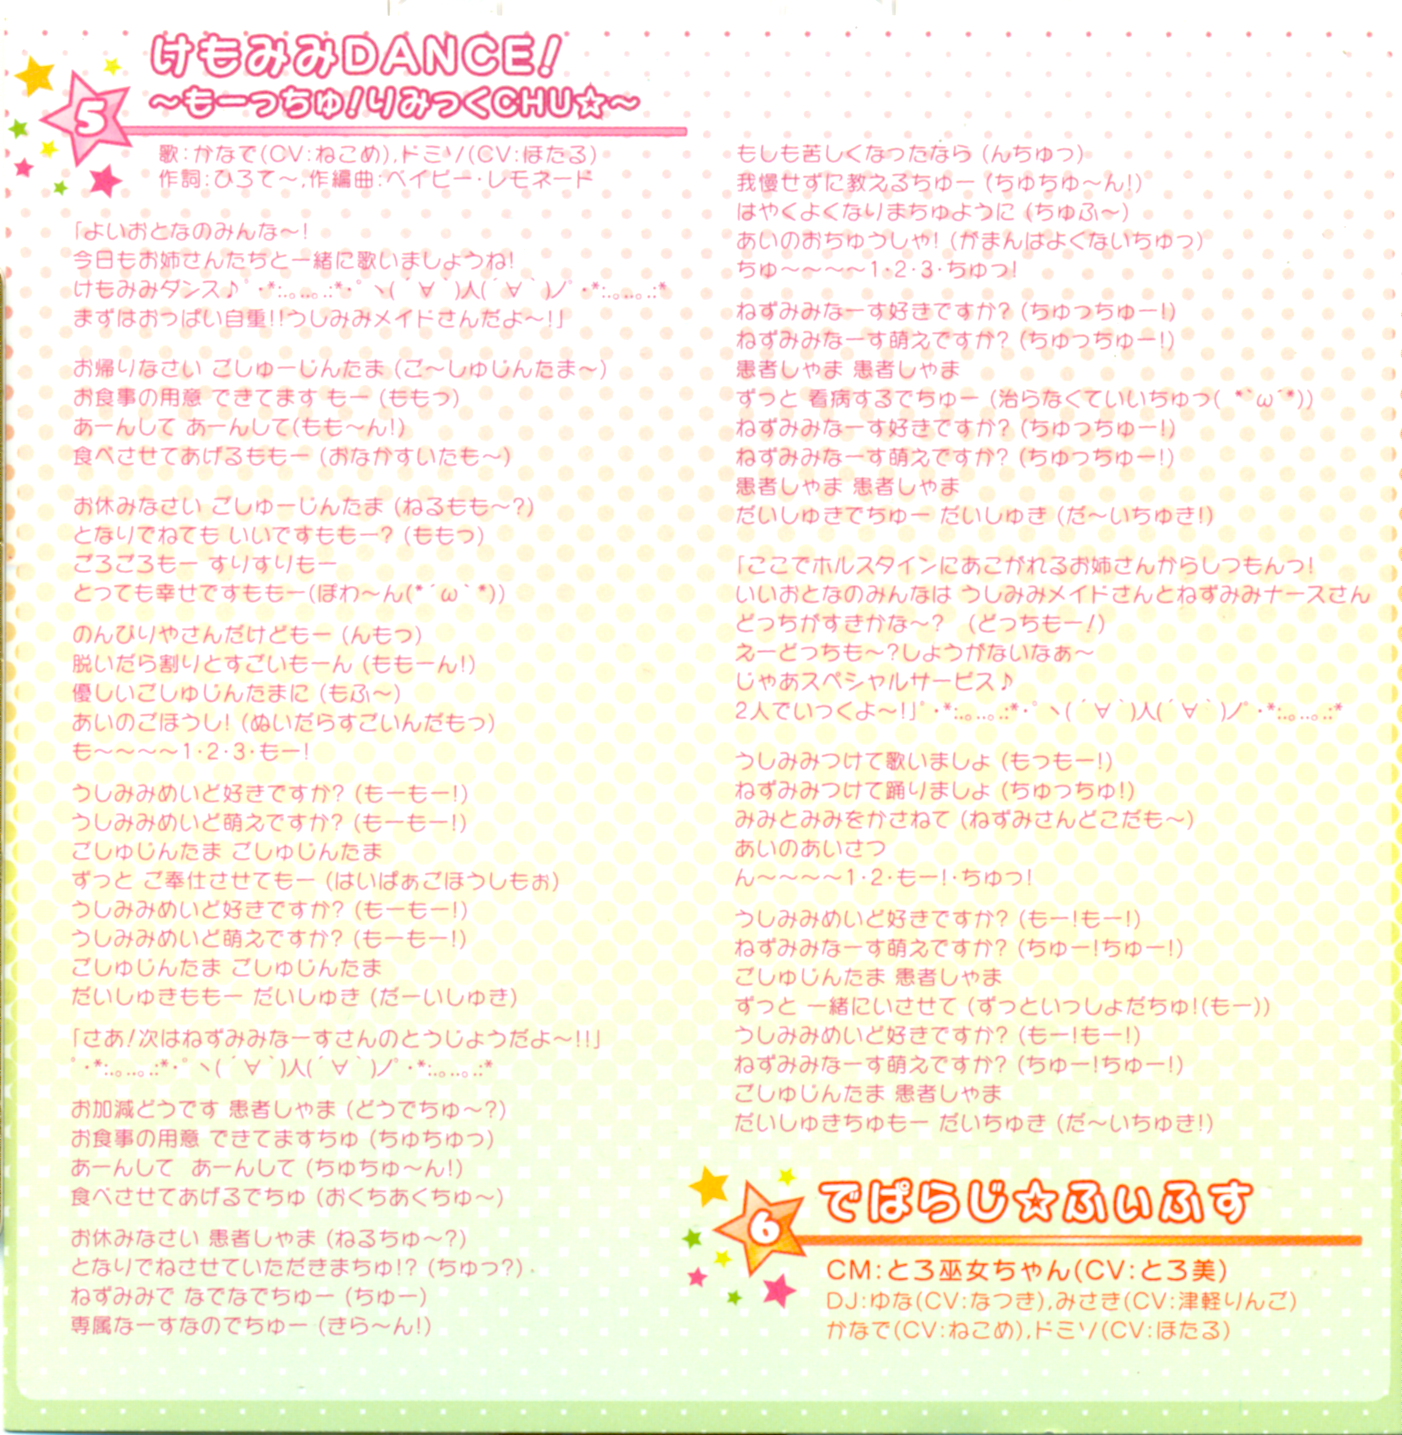 5
けもみみDANCE!
～もーっちゅ!りみっくCHU☆～
歌:かなで(CV:ねこめ),ドミソ(CV:ほたる)
作詞:ひろて～,作編曲:ベイビー・レモネード
「よいおとなのみんな～!
今日もお姉さんたちと一緒に歌いましょうね!
けもみみダンス♪ﾟ･*:.｡..｡.:*･ﾟヽ(´∀｀)人(´∀｀)ﾉﾟ･*:.｡..｡.:*
まずはおっぱい自重!!うしみみメイドさんだよ～!」
お帰りなさい ごしゅーじんたま (ご～しゅじんたま～)
お食事の用意 できてます もー (ももっ)
あーんして あーんして(もも～ん!)
食べさせてあげるももー (おなかすいたも～)
お休みなさい ごしゅーじんたま (ねるもも～?)
となりでねても いいですももー? (ももっ)
ごろごろもー すりすりもー
とっても幸せですももー(ぽわ～ん(*´ω｀*))
のんびりやさんだけどもー (んもっ)
脱いだら割りとすごいもーん (ももーん!)
優しいごしゅじんたまに (もふ～)
あいのごほうし! (ぬいだらすごいんだもっ)
も～～～～1・2・3・もー!
うしみみめいど好きですか? (もーもー!)
うしみみめいど萌えですか? (もーもー!)
ごしゅじんたま ごしゅじんたま
ずっと ご奉仕させてもー (はいぱぁごほうしもぉ)
うしみみめいど好きですか? (もーもー!)
うしみみめいど萌えですか? (もーもー!)
ごしゅじんたま ごしゅじんたま
だいしゅきももー だいしゅき (だーいしゅき)
「さあ!次はねずみみなーすさんのとうじょうだよ～!!」
ﾟ･*:.｡..｡.:*･ﾟヽ(´∀｀)人(´∀｀)ﾉﾟ･*:.｡..｡.:*
お加減どうです 患者しゃま (どうでちゅ～?)
お食事の用意 できてますちゅ (ちゅちゅっ)
あーんして あーんして (ちゅちゅ～ん!)
食べさせてあげるでちゅ (おくちあくちゅ～)
お休みなさい 患者しゃま (ねるちゅ～?)
となりでねさせていただきまちゅ!? (ちゅっ?)
ねずみみで なでなでちゅー (ちゅー)
専属なーすなのでちゅー (きら～ん!)
もしも苦しくなったなら (んちゅっ)
我慢せずに教えるちゅー (ちゅちゅ～ん!)
はやくよくなりまちゅように (ちゅふ～)
あいのおちゅうしゃ! (がまんはよくないちゅっ)
ちゅ～～～～1・2・3・ちゅっ!
ねずみみなーす好きですか? (ちゅっちゅー!)
ねずみみなーす萌えですか? (ちゅっちゅー!)
患者しゃま 患者しゃま
ずっと 看病するでちゅー (治らなくていいちゅっ( *｀ω´*))
ねずみみなーす好きですか? (ちゅっちゅー!)
ねずみみなーす萌えですか? (ちゅっちゅー!)
患者しゃま 患者しゃま
だいしゅきでちゅー だいしゅき (だ～いちゅき!)
「ここでホルスタインにあこがれるお姉さんからしつもんっ!
いいおとなのみんなは うしみみメイドさんとねずみみナースさん
どっちがすきかな～? (どっちもー!)
えーどっちも～?しょうがないなぁ～
じゃあスペシャルサービス♪
2人でいっくよ～!」ﾟ･*:.｡..｡.:*･ﾟヽ(´∀｀)人(´∀｀)ﾉﾟ･*:.｡..｡.:*
うしみみつけて歌いましょ (もっもー!)
ねずみみつけて踊りましょ (ちゅっちゅ!)
みみとみみをかさねて (ねずみさんどこだも～)
あいのあいさつ
ん～～～～1・2・もー!・ちゅっ!
うしみみめいど好きですか? (もー!もー!)
ねずみみなーす萌えですか? (ちゅー!ちゅー!)
ごしゅじんたま 患者しゃま
ずっと 一緒にいさせて (ずっといっしょだちゅ!(もー))
うしみみめいど好きですか? (もー!もー!)
ねずみみなーす萌えですか? (ちゅー!ちゅー!)
ごしゅじんたま 患者しゃま
だいしゅきちゅもー だいちゅき (だ～いちゅき!)
6
でぱらじ☆ふぃふす
CM:とろ巫女ちゃん(CV:とろ美)
DJ:ゆな(CV:なつき),みさき(CV:津軽りんご)
かなで(CV:ねこめ),ドミソ(CV:ほたる)